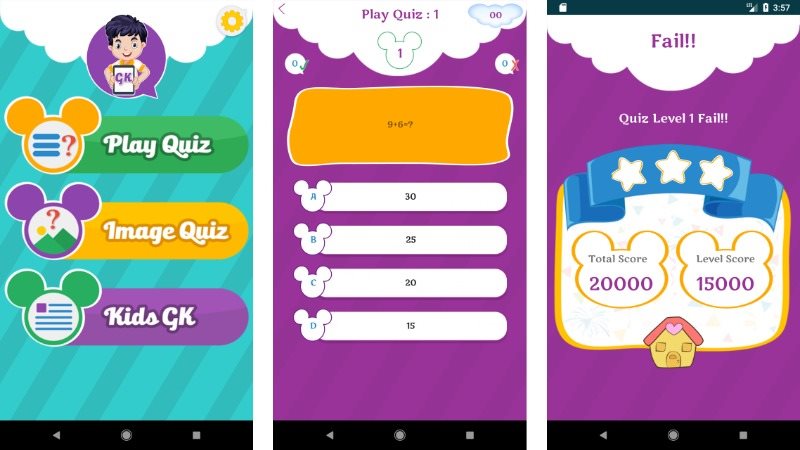 GK
?
Play Quiz
?
Image Quiz
Kids GK
Play Quiz : 1
00
1
0
0
9+6=?
A 30
B 25
C 20
D 15
3:57
Fail!!
Quiz Level 1 Fail!!
Total Score
20000
Level Score
15000